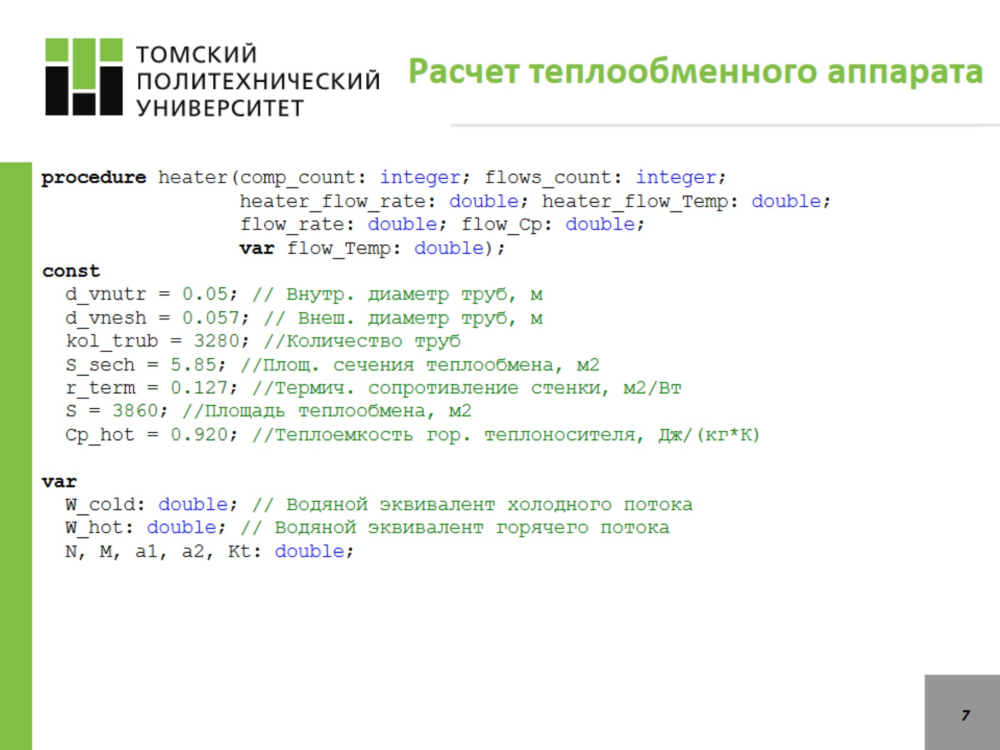 ТОМСКИЙ
ПОЛИТЕХНИЧЕСКИЙ
УНИВЕРСИТЕТ
Расчет теплообменного аппарата
procedure heater(comp_count: integer; flows_count: integer;
heater_flow_rate: double; heater_flow_Temp: double;
flow_rate: double; flow_Cp: double;
var flow_Temp: double);
const
d_vnutr = 0.05; // Внутр. диаметр труб, м
d_vnesh = 0.057; // Внеш. диаметр труб, м
kol_trub = 3280; //Количество труб
S_sech = 5.85; //Площ. сечения теплообмена, м2
r_term = 0.127; //Термич. сопротивление стенки, м2/Вт
S = 3860; //Площадь теплообмена, м2
Cp_hot = 0.920; //Теплоемкость гор. теплоносителя, Дж/(кг*К)
var
W_cold: double; // Водяной эквивалент холодного потока
W_hot: double; // Водяной эквивалент горячего потока
N, M, a1, a2, Kt: double;
7